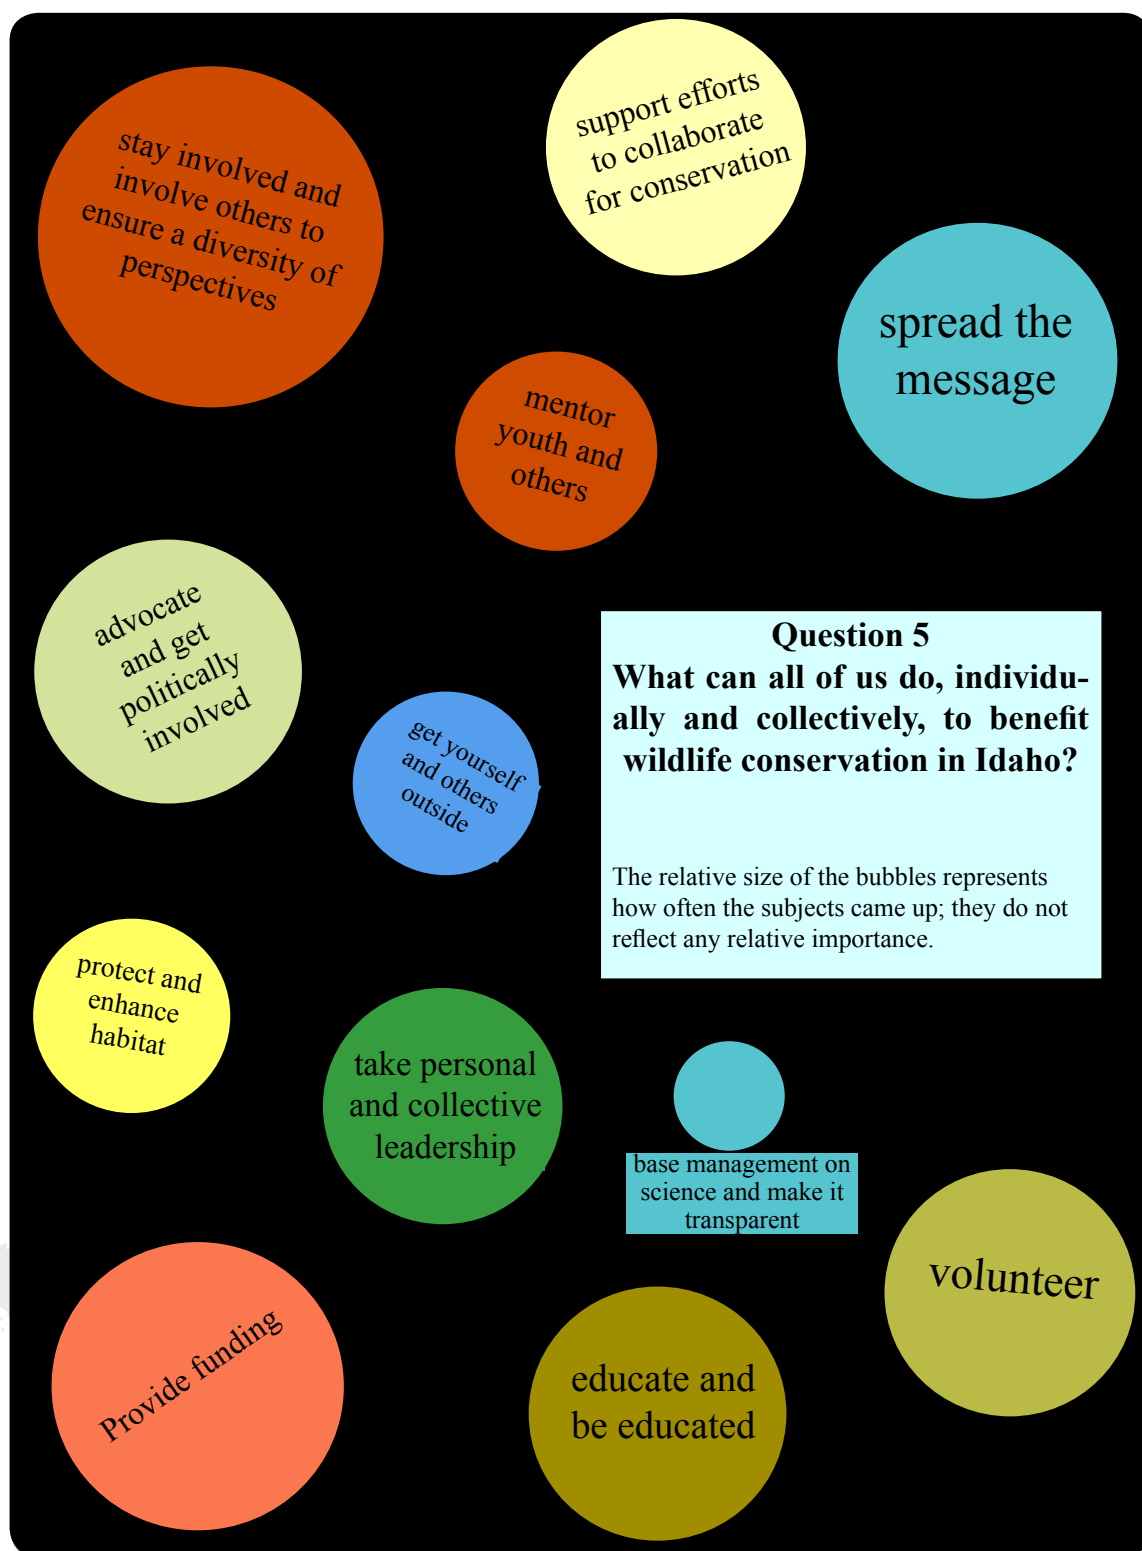 support efforts
to collaborate
for conservation
stay involved and
involve others to
ensure a diversity of
perspectives
spread the
message
mentor
youth and
others
advocate
and get
politically
involved
Question 5
What can all of us do, individu-
ally and collectively, to benefit
wildlife conservation in Idaho?
The relative size of the bubbles represents
how often the subjects came up; they do not
reflect any relative importance.
get yourself
and others
outside
protect and
enhance
habitat
take personal
and collective
leadership
base management on
science and make it
transparent
volunteer
Provide funding
educate and
be educated